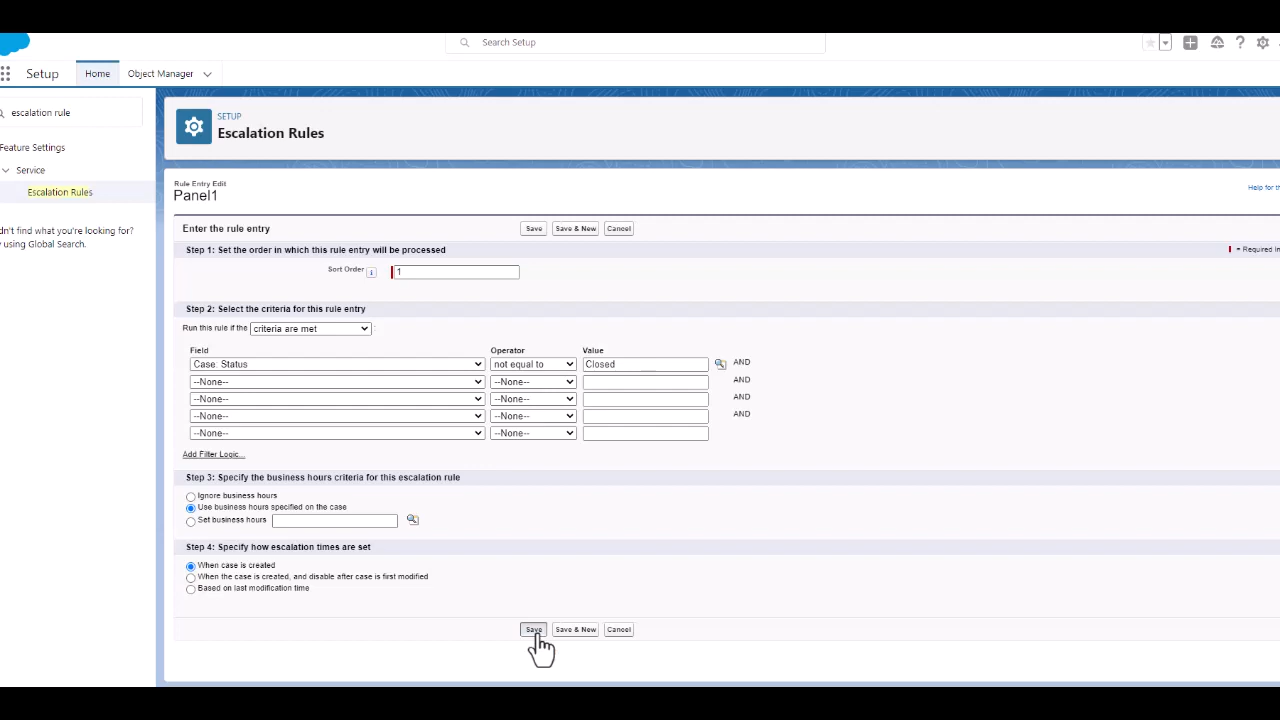 Search Setup
Setup
Home
Object Manager
escalation rule
Feature Settings
Service
Escalation Rules
dn't find what you're looking for?
y using Global Search.
SETUP
Escalation Rules
Rule Entry Edit
Panel1
Help for th
Enter the rule entry
Save
Save & New
Cancel
Step 1: Set the order in which this rule entry will be processed
= Required In
Sort Order
i
1
Step 2: Select the criteria for this rule entry
Run this rule if the criteria are met :
Field Operator Value
Case: Status not equal to Closed AND
--None-- --None-- AND
--None-- --None-- AND
--None-- --None-- AND
--None-- --None--
Add Filter Logic...
Step 3: Specify the business hours criteria for this escalation rule
Ignore business hours
Use business hours specified on the case
Set business hours
Step 4: Specify how escalation times are set
When case is created
When the case is created, and disable after case is first modified
Based on last modification time
Save
Save & New
Cancel